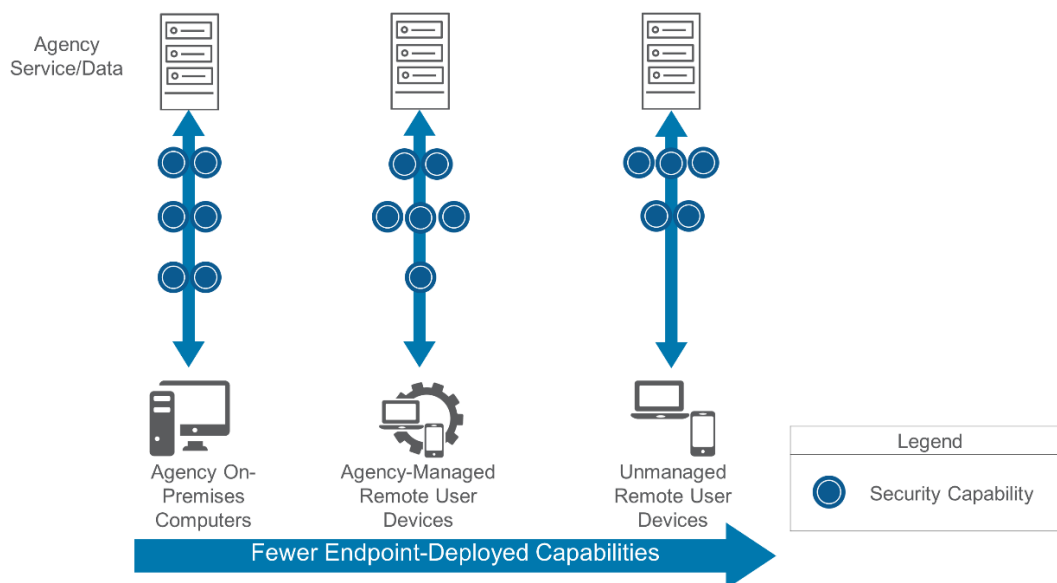 Agency
Service/Data
Agency On-
Premises
Computers
Agency-Managed
Remote User
Devices
Unmanaged
Remote User
Devices
Legend
Security Capability
Fewer Endpoint-Deployed Capabilities